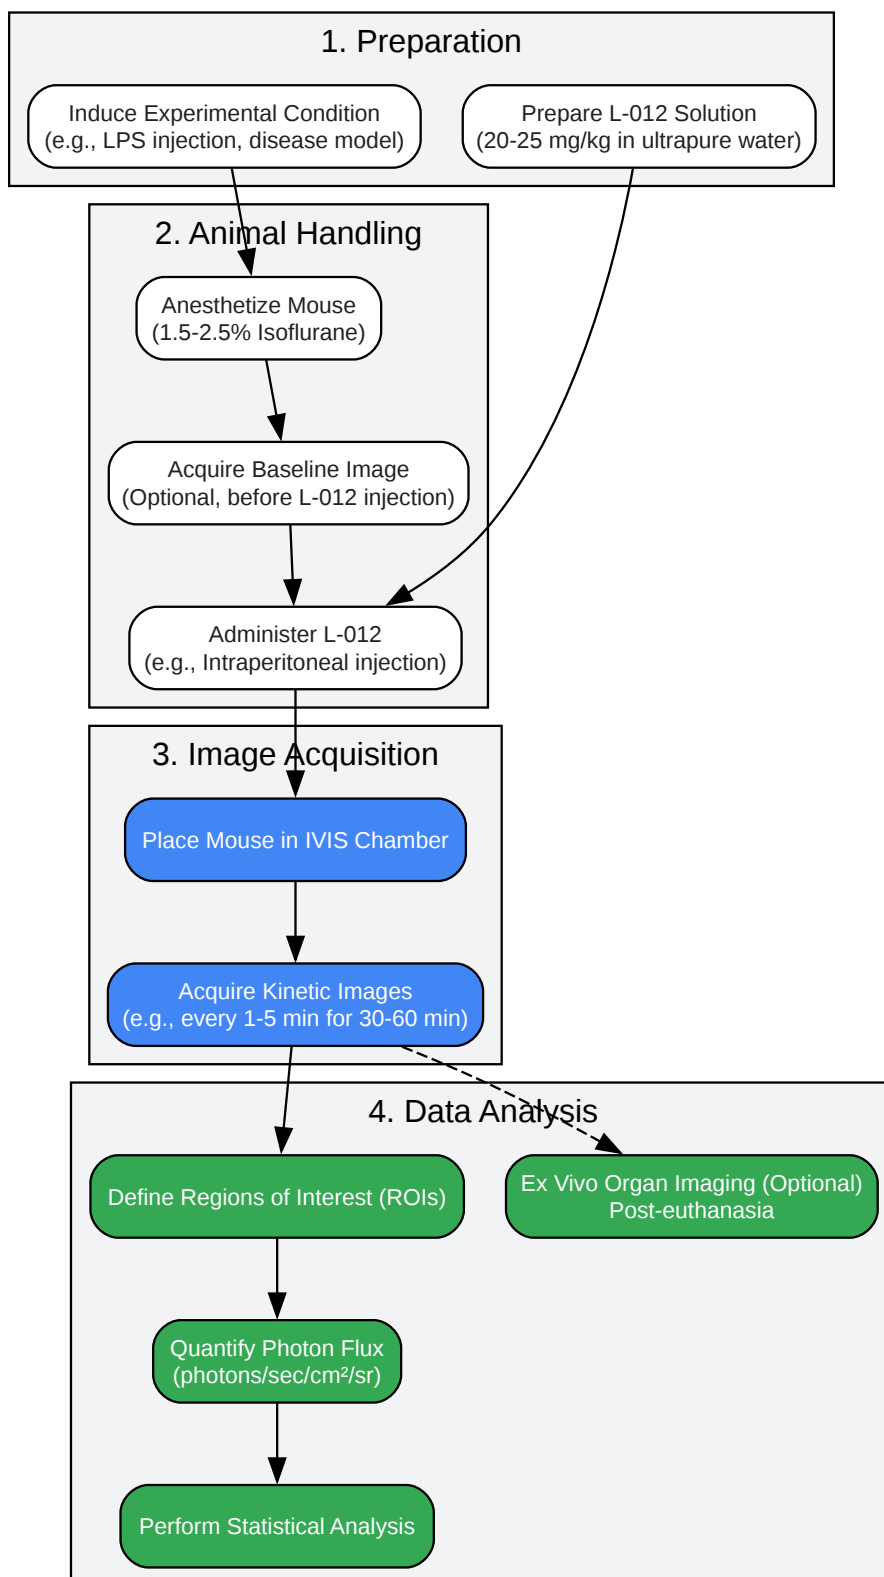 1. Preparation
Induce Experimental Condition
(e.g., LPS injection, disease model)
Prepare L-012 Solution
(20-25 mg/kg in ultrapure water)
2. Animal Handling
Anesthetize Mouse
(1.5-2.5% Isoflurane)
Acquire Baseline Image
(Optional, before L-012 injection)
Administer L-012
(e.g., Intraperitoneal injection)
3. Image Acquisition
Place Mouse in IVIS Chamber
Acquire Kinetic Images
(e.g., every 1-5 min for 30-60 min)
4. Data Analysis
Define Regions of Interest (ROIs)
Ex Vivo Organ Imaging (Optional)
Post-euthanasia
Quantify Photon Flux
(photons/sec/cm²/sr)
Perform Statistical Analysis